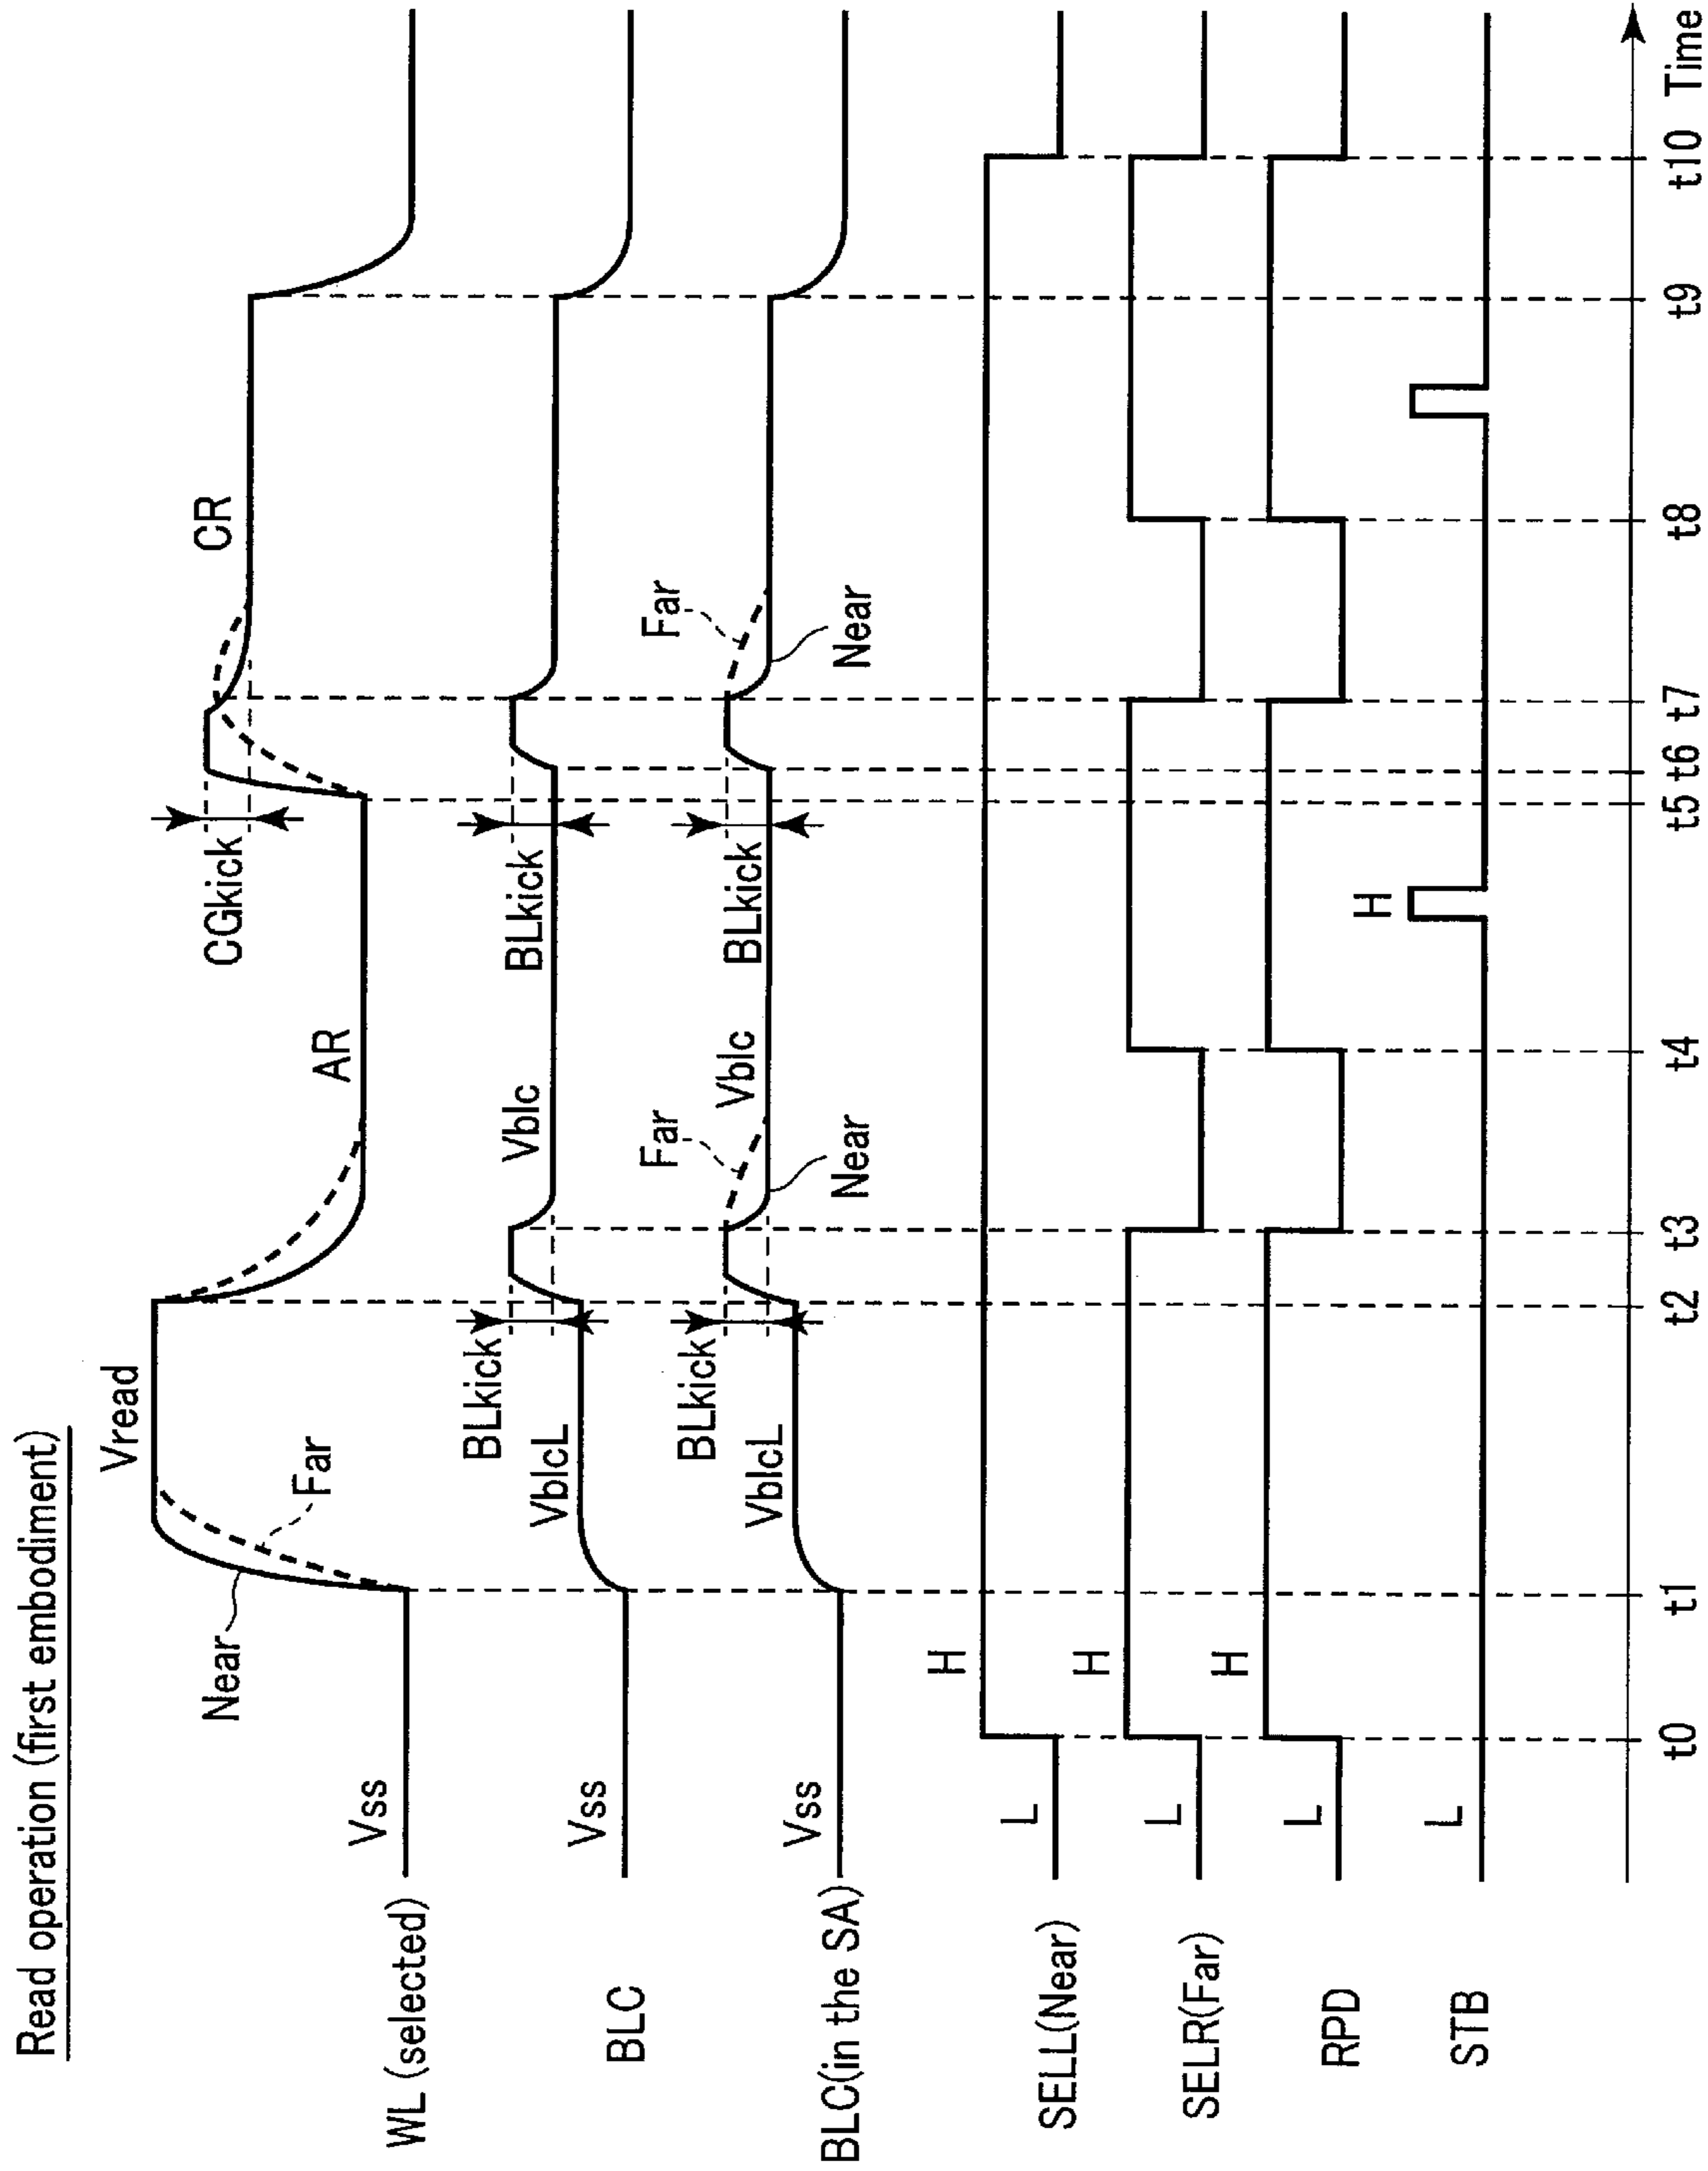 Read operation (first embodiment)
WL (selected)
Vss
Near
Far
Vread
AR
CGkick
CR
BLC
Vss
VblcL
BLkick
Vblc
BLkick
BLC(in the SA)
Vss
VblcL
BLkick
Far
Near
Vblc
BLkick
Far
Near
SELL(Near)
L
H
SELR(Far)
L
H
RPD
L
H
STB
L
H
t0 t1 t2 t3 t4 t5 t6 t7 t8 t9 t10 Time